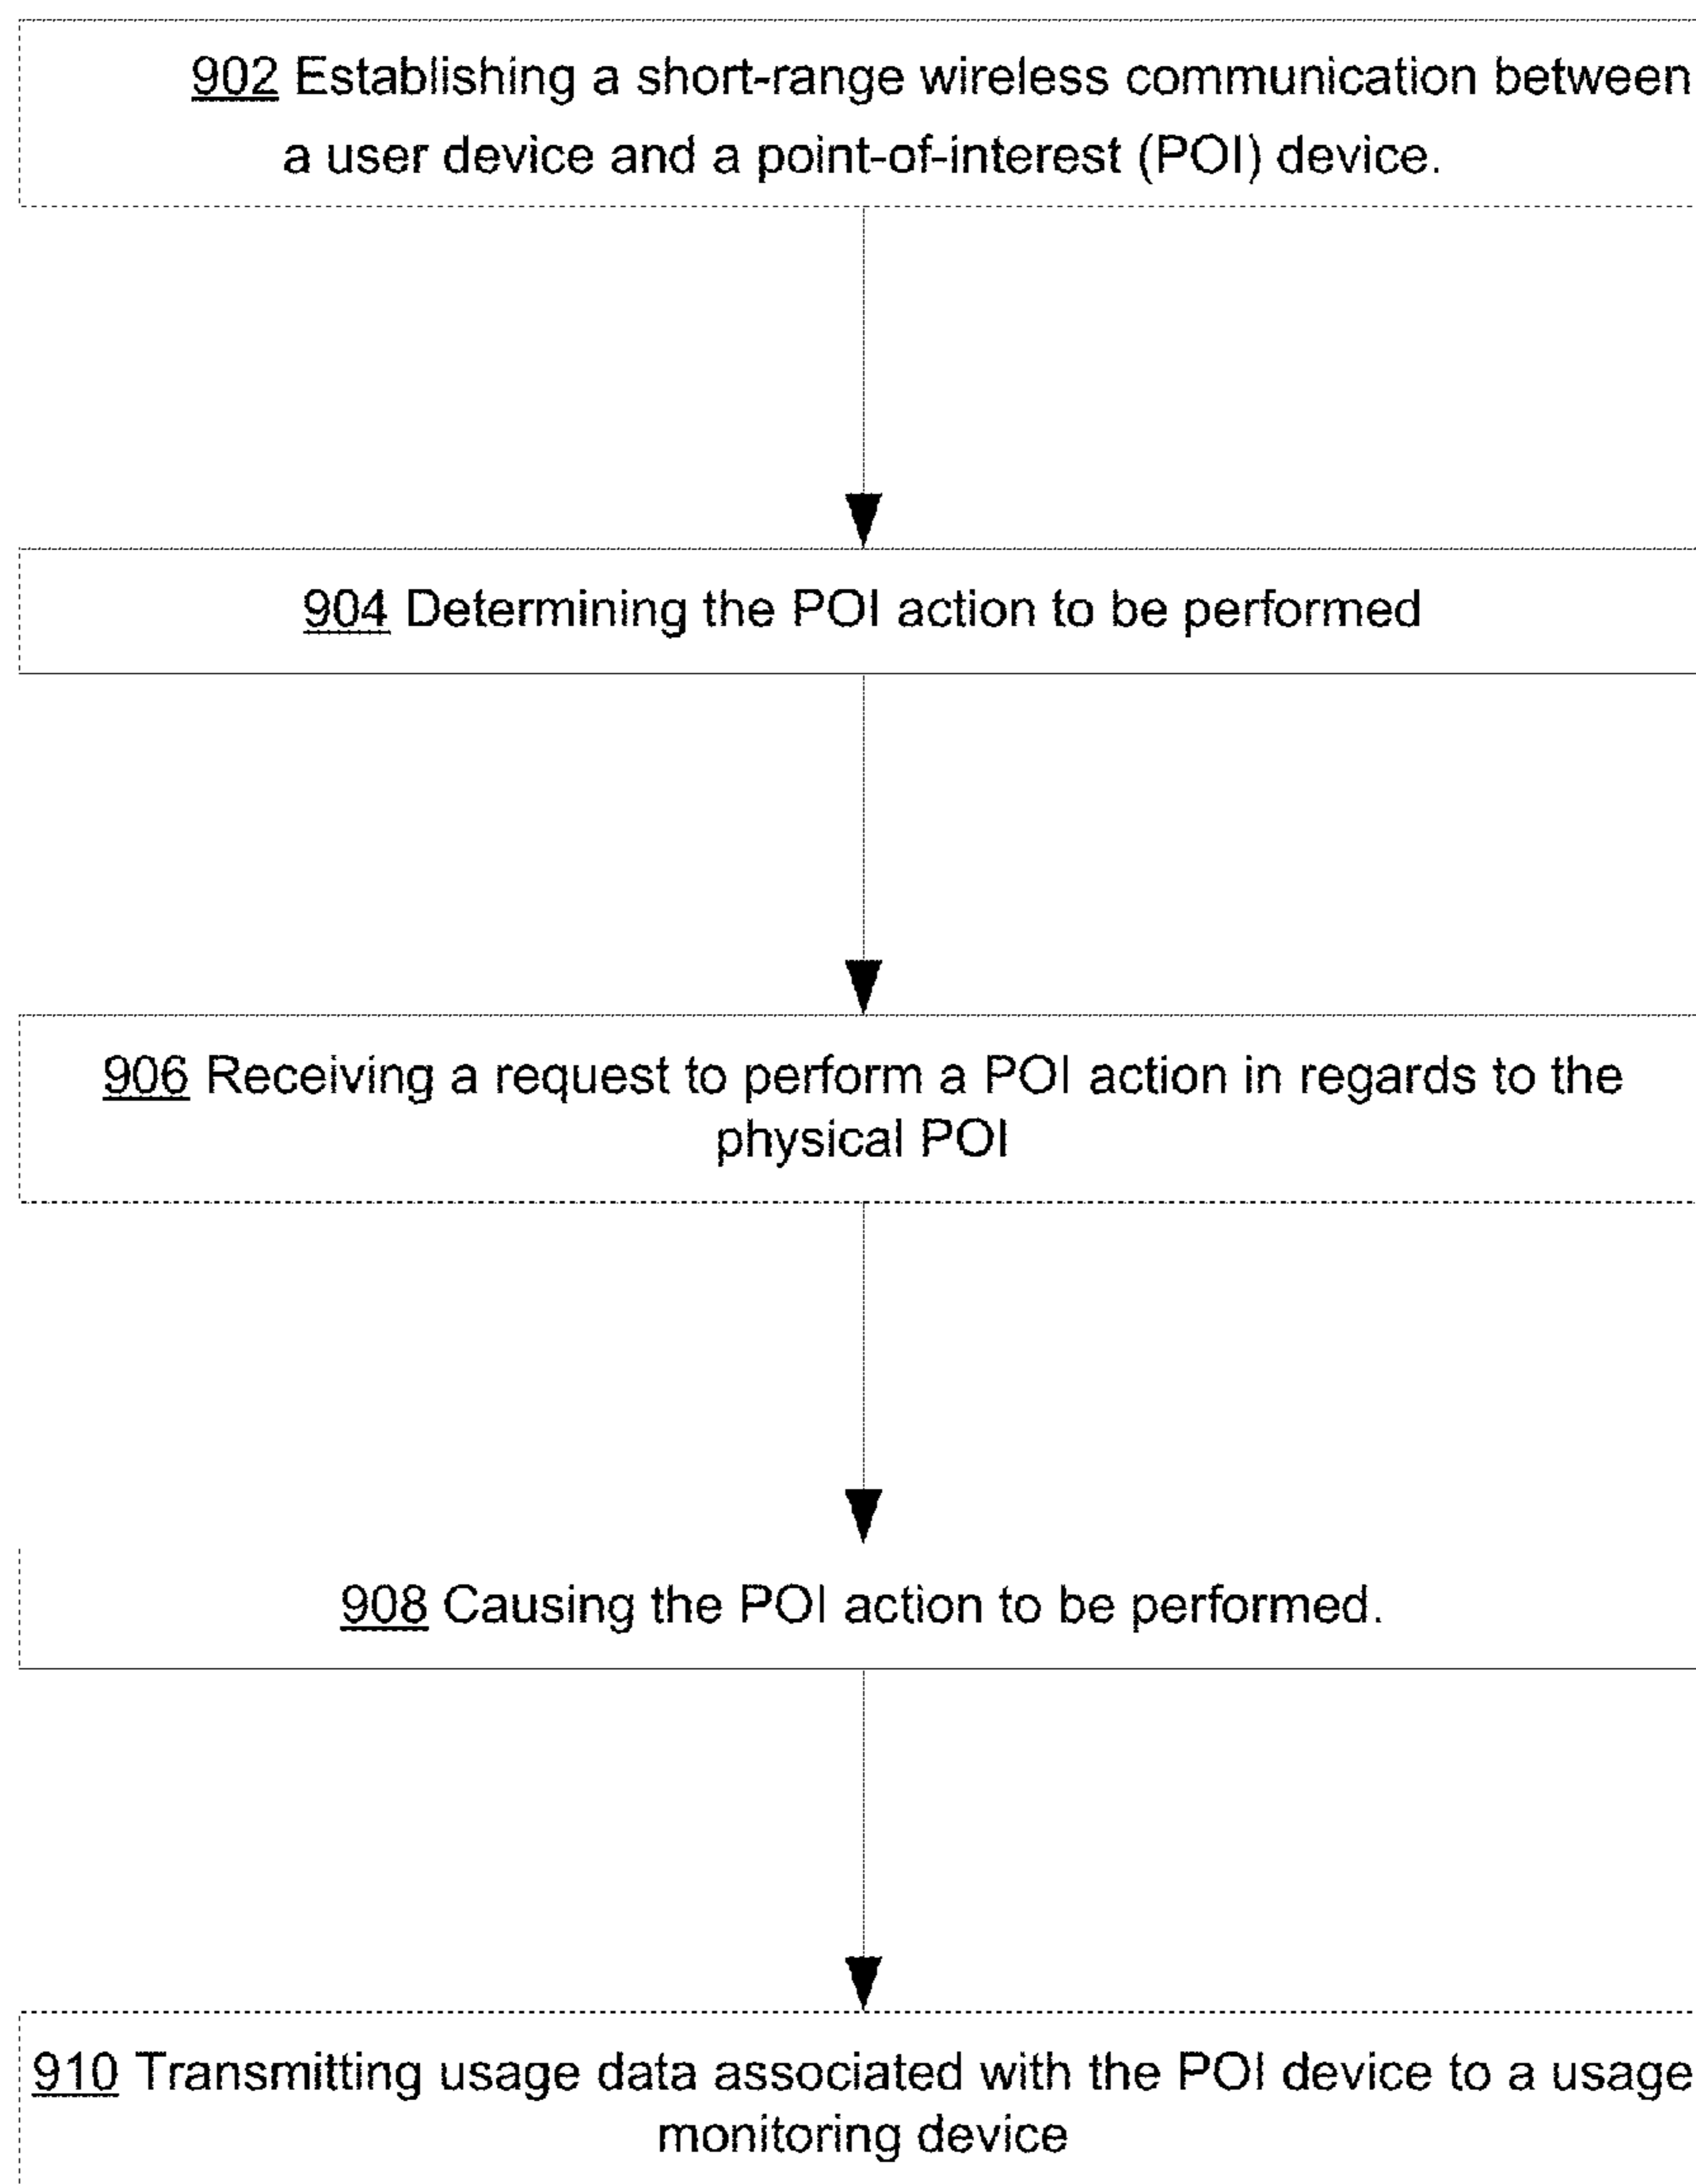 902 Establishing a short-range wireless communication between
a user device and a point-of-interest (POI) device.
904 Determining the POI action to be performed
906 Receiving a request to perform a POI action in regards to the
physical POI
908 Causing the POI action to be performed.
910 Transmitting usage data associated with the POI device to a usage
monitoring device